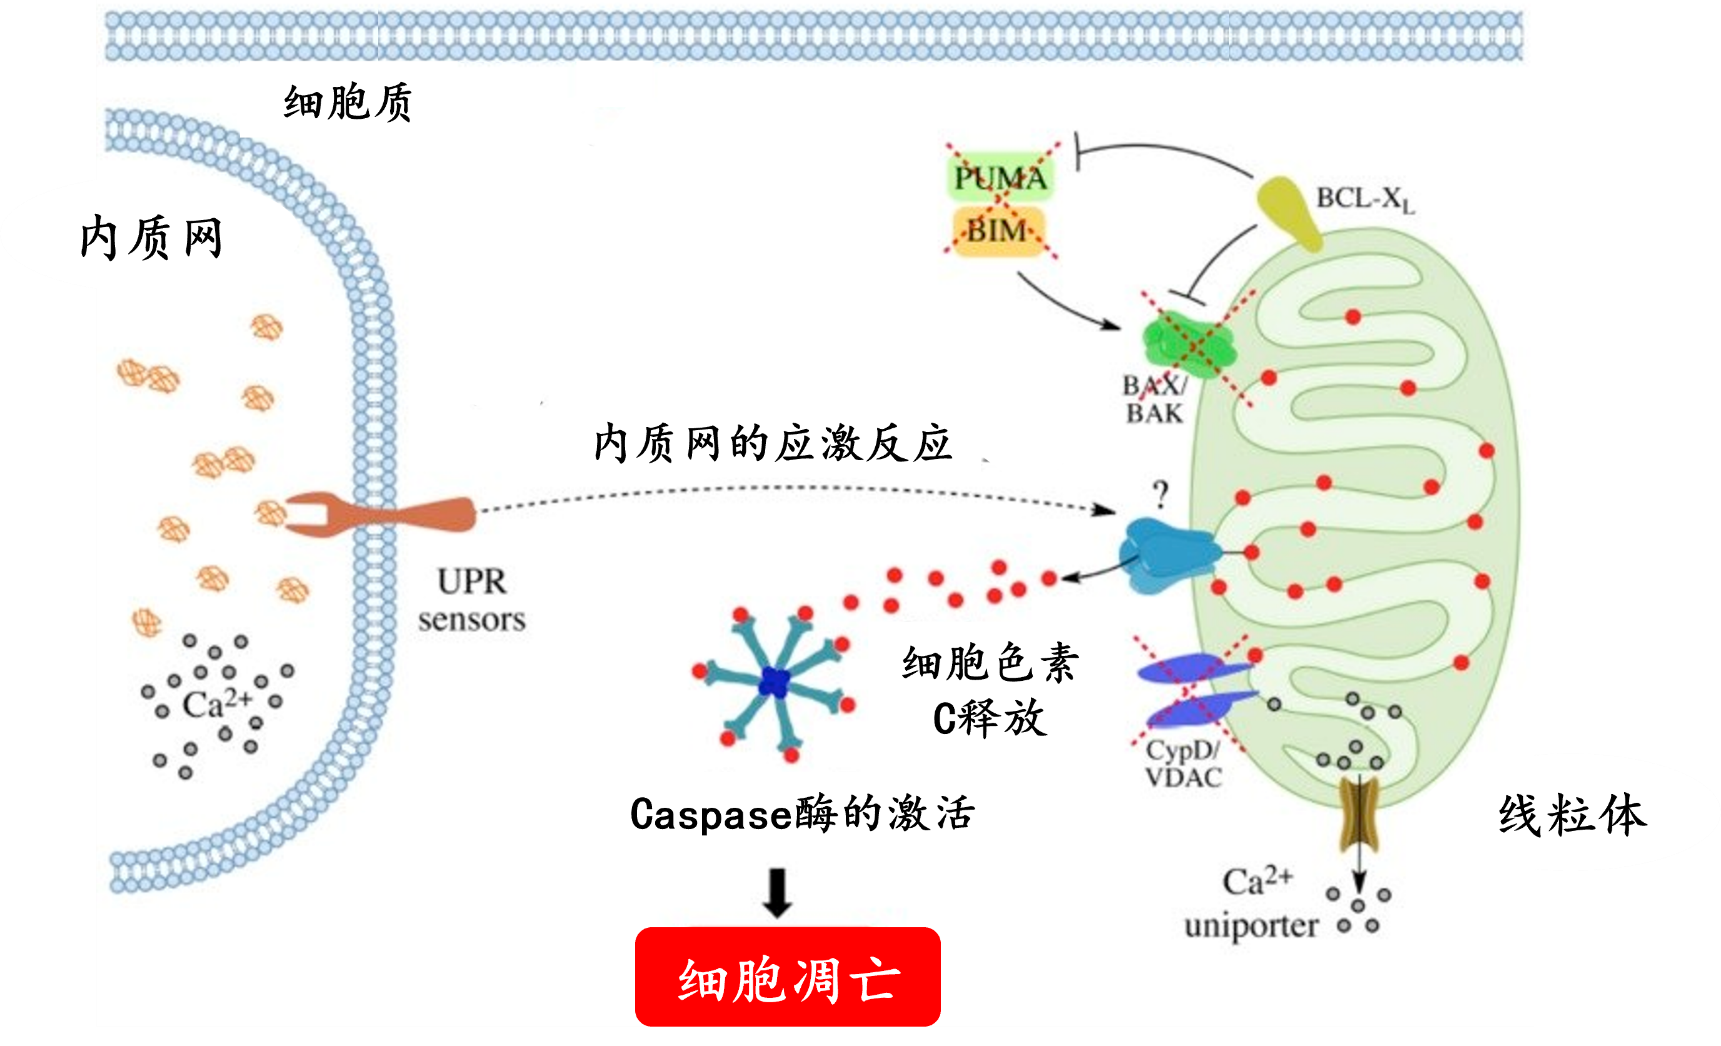 细胞质
内质网
PUMA
BIM
BCL-XL
BAX/
BAK
内质网的应激反应
?
UPR
sensors
Ca2+
细胞色素
C释放
CypD/
VDAC
Caspase酶的激活
线粒体
Ca2+
uniporter
细胞凋亡